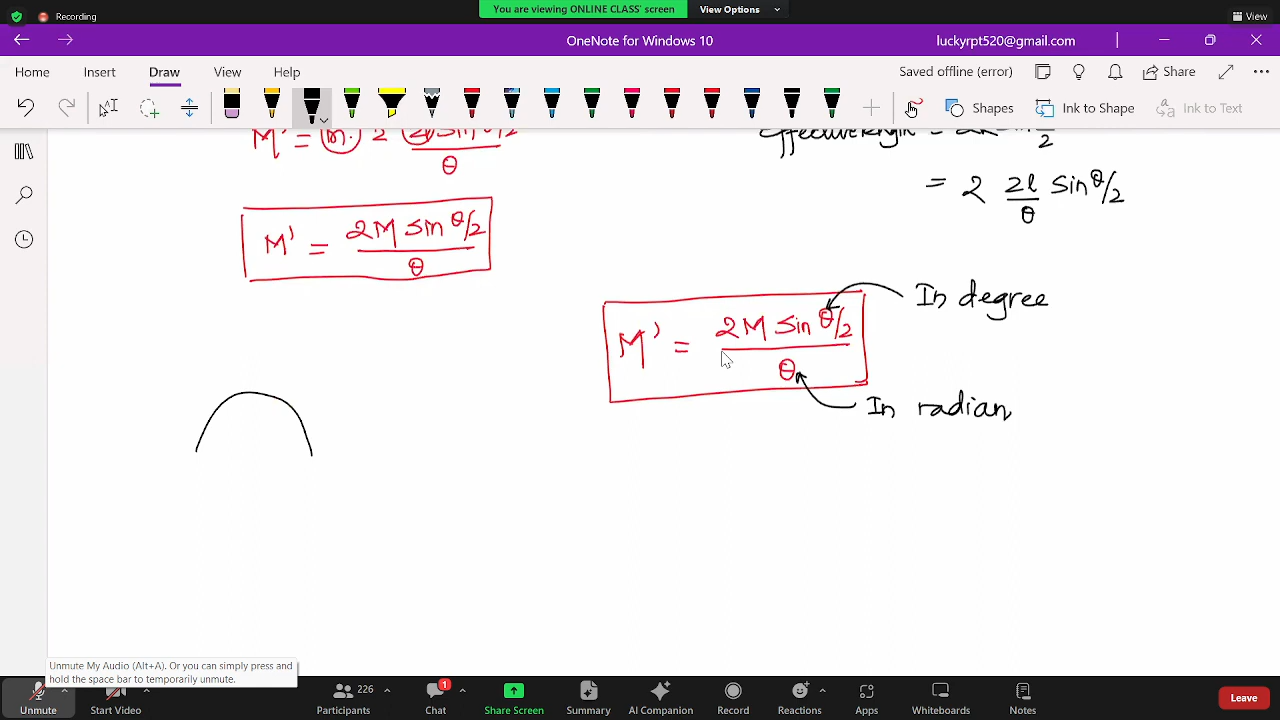 You are viewing ONLINE CLASS' screen
View Options
Recording
View
OneNote for Windows 10
luckyrpt520@gmail.com
Home Insert Draw View Help
Saved offline (error)
Share
Shapes
Ink to Shape
Ink to Text
θ
= 2 2l/θ sin θ/2
M' = 2M sin θ/2 / θ
In degree
M' = 2M sin θ/2 / θ
In radian
Unmute My Audio (Alt+A). Or you can simply press and
hold the space bar to temporarily unmute.
226
1
Unmute Start Video Participants Chat Share Screen Summary AI Companion Record Reactions Apps Whiteboards Notes
Leave